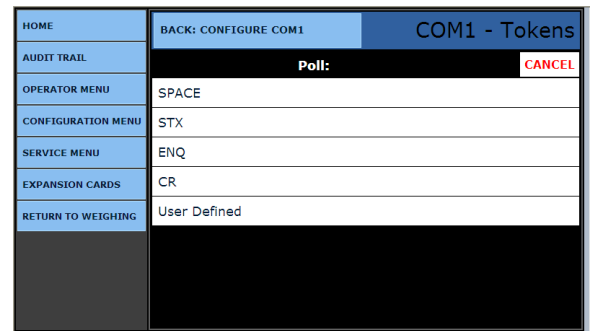 HOME
BACK: CONFIGURE COM1
COM1 - Tokens
AUDIT TRAIL
Poll:
CANCEL
OPERATOR MENU
SPACE
CONFIGURATION MENU
STX
SERVICE MENU
ENQ
EXPANSION CARDS
CR
RETURN TO WEIGHING
User Defined